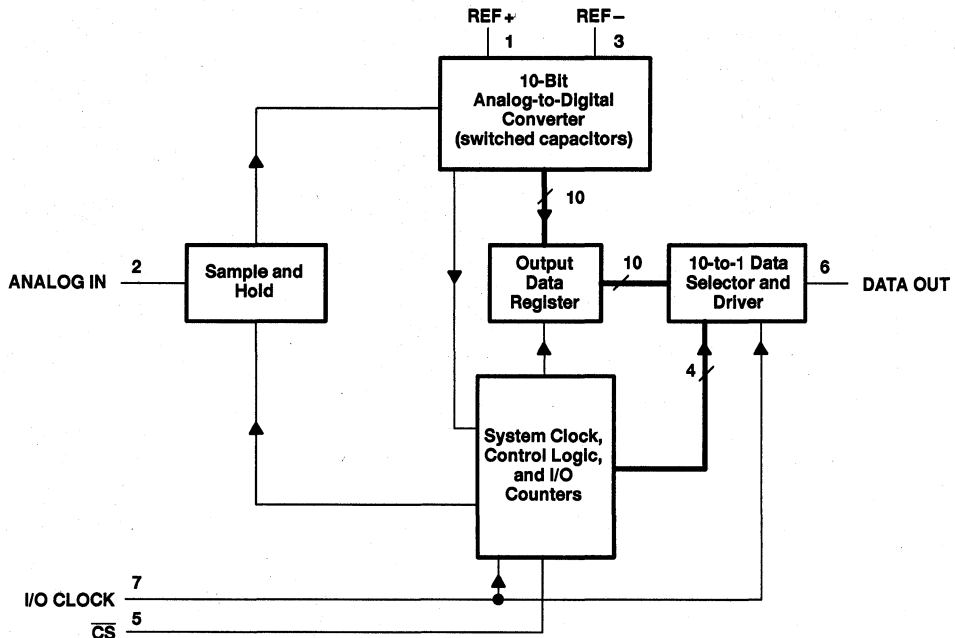 REF+
REF−
1
3
10-Bit
Analog-to-Digital
Converter
(switched capacitors)
10
ANALOG IN
2
Sample and
Hold
Output
Data
Register
10
10-to-1 Data
Selector and
Driver
6
DATA OUT
4
System Clock,
Control Logic,
and I/O
Counters
I/O CLOCK
7
C̅S̅
5